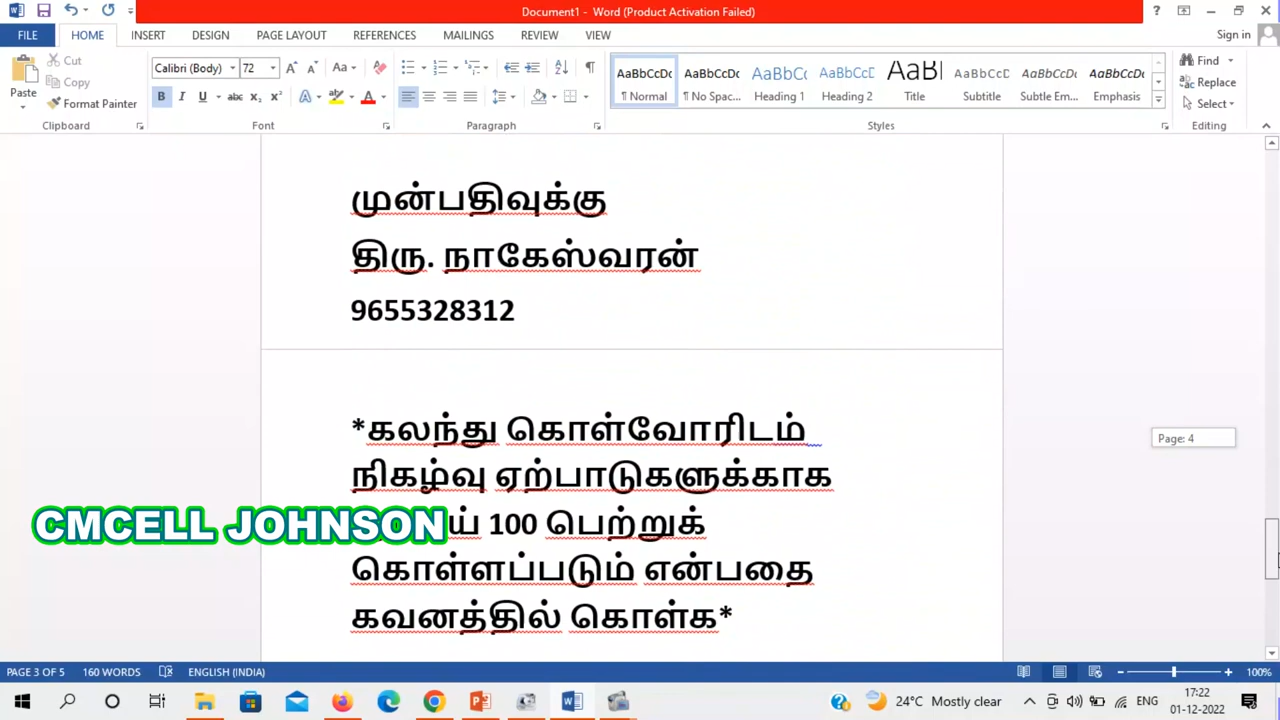 Document1 - Word (Product Activation Failed)
FILE HOME INSERT DESIGN PAGE LAYOUT REFERENCES MAILINGS REVIEW VIEW Sign in
Cut
Copy
Format Painter
Paste
Calibri (Body) 72
AaBbCcDc AaBbCcDc AaBbCc AaBbCcC AaBl AaBbCcD AaBbCcDc AaBbCcDc
¶ Normal ¶ No Spac... Heading 1 Heading 2 Title Subtitle Subtle Em... Emphasis
Find
Replace
Select
Clipboard Font Paragraph Styles Editing
முன்பதிவுக்கு
திரு. நாகேஸ்வரன்
9655328312
*கலந்து கொள்வோரிடம்
Page: 4
நிகழ்வு ஏற்பாடுகளுக்காக
CMCELL JOHNSON
ய் 100 பெற்றுக்
கொள்ளப்படும் என்பதை
கவனத்தில் கொள்க*
PAGE 3 OF 5 160 WORDS ENGLISH (INDIA) 100%
24°C Mostly clear ENG 17:22
01-12-2022